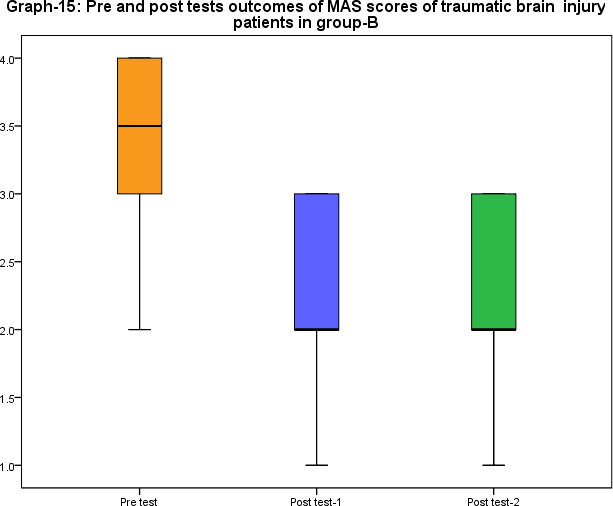 Graph-15: Pre and post tests outcomes of MAS scores of traumatic brain injury
patients in group-B
4.0
3.5
3.0
2.5
2.0
1.5
1.0
Pre test Post test-1 Post test-2